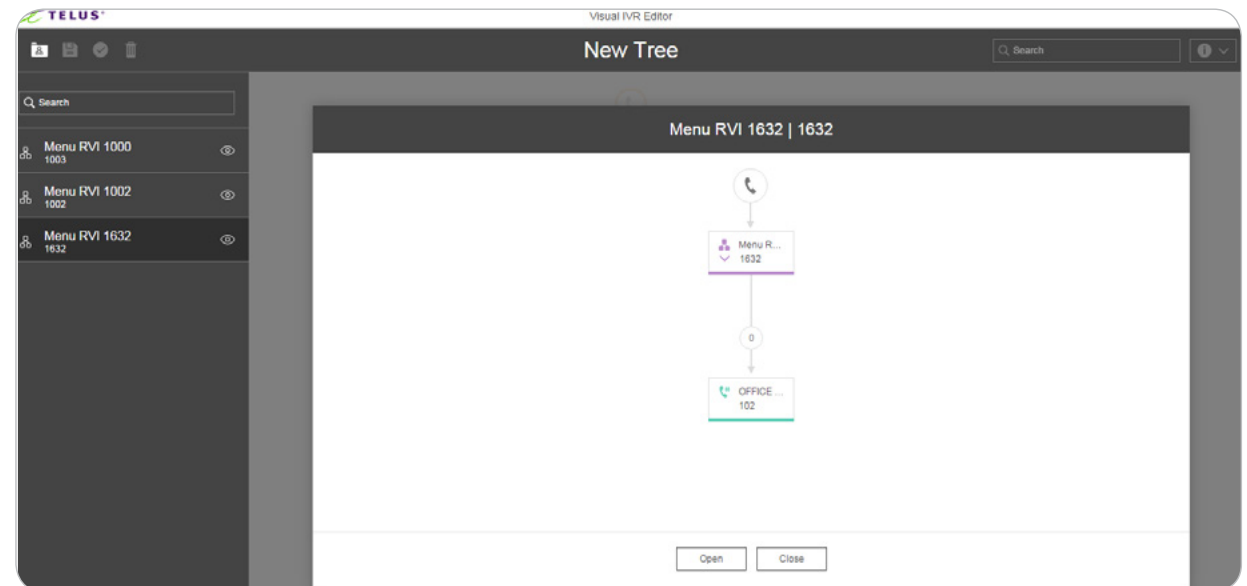 TELUS®
Visual IVR Editor
New Tree
Search
Search
Menu RVI 1000
1003
Menu RVI 1002
1002
Menu RVI 1632
1632
Menu RVI 1632 | 1632
Menu R...
1632
0
OFFICE ...
102
Open
Close